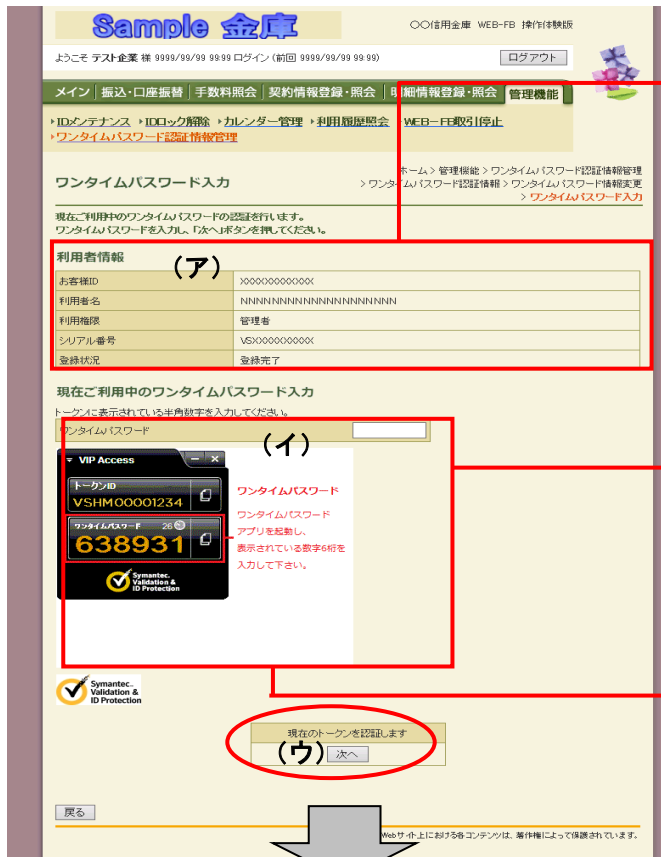 Sample 金庫
〇〇信用金庫 WEB-FB 操作体験版
ようこそ テスト企業 様 9999/99/99 99:99 ログイン (前回 9999/99/99 99:99)
ログアウト
メイン 振込・口座振替 手数料照会 契約情報登録・照会 明細情報登録・照会 管理機能
IDメンテナンス IDロック解除 カレンダー管理 利用履歴照会 WEB-FB取引停止
ワンタイムパスワード認証情報管理
ホーム > 管理機能 > ワンタイムパスワード認証情報管理
> ワンタイムパスワード認証情報 > ワンタイムパスワード情報変更
> ワンタイムパスワード入力
ワンタイムパスワード入力
現在ご利用中のワンタイムパスワードの認証を行います。
ワンタイムパスワードを入力し、「次へ」ボタンを押してください。
利用者情報
(ア)
お客様ID XXXXXXXXXXXX
利用者名 NNNNNNNNNNNNNNNNNNNN
利用権限 管理者
シリアル番号 VSXXXXXXXXXX
登録状況 登録完了
現在ご利用中のワンタイムパスワード入力
トークンに表示されている半角数字を入力してください。
ワンタイムパスワード
(イ)
VIP Access
トークンID
VSHM00001234
ワンタイムパスワード 26
638931
Symantec.
Validation &
ID Protection
ワンタイムパスワード
ワンタイムパスワード
アプリを起動し、
表示されている数字6桁を
入力して下さい。
Symantec.
Validation &
ID Protection
現在のトークンを認証します
(ウ) 次へ
戻る
Webサイト上における各コンテンツは、著作権によって保護されています。